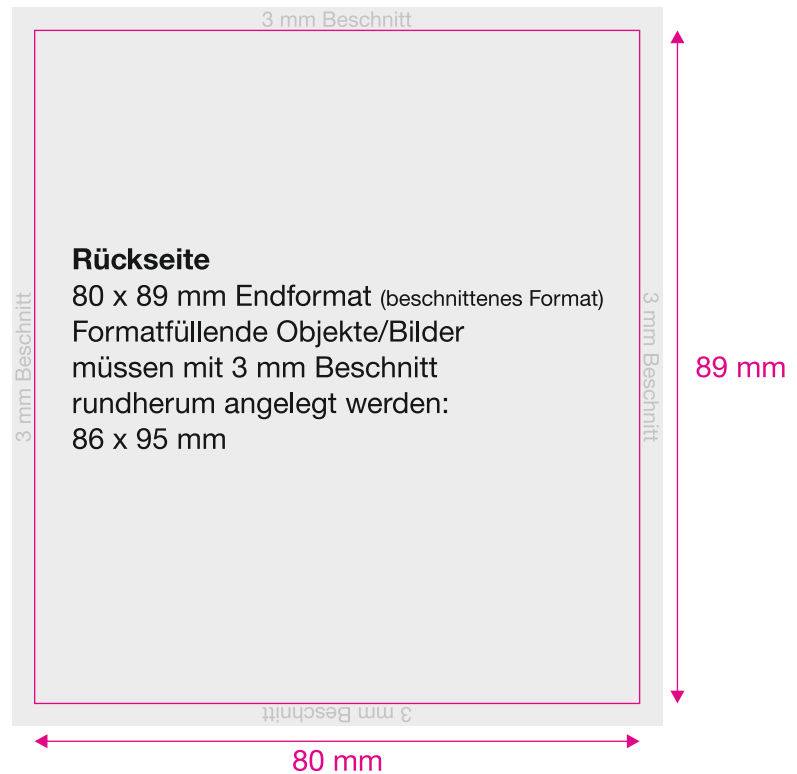 3 mm Beschnitt
Rückseite
80 x 89 mm Endformat (beschnittenes Format)
Formatfüllende Objekte/Bilder
müssen mit 3 mm Beschnitt
rundherum angelegt werden:
86 x 95 mm
3 mm Beschnitt
3 mm Beschnitt
89 mm
3 mm Beschnitt
80 mm